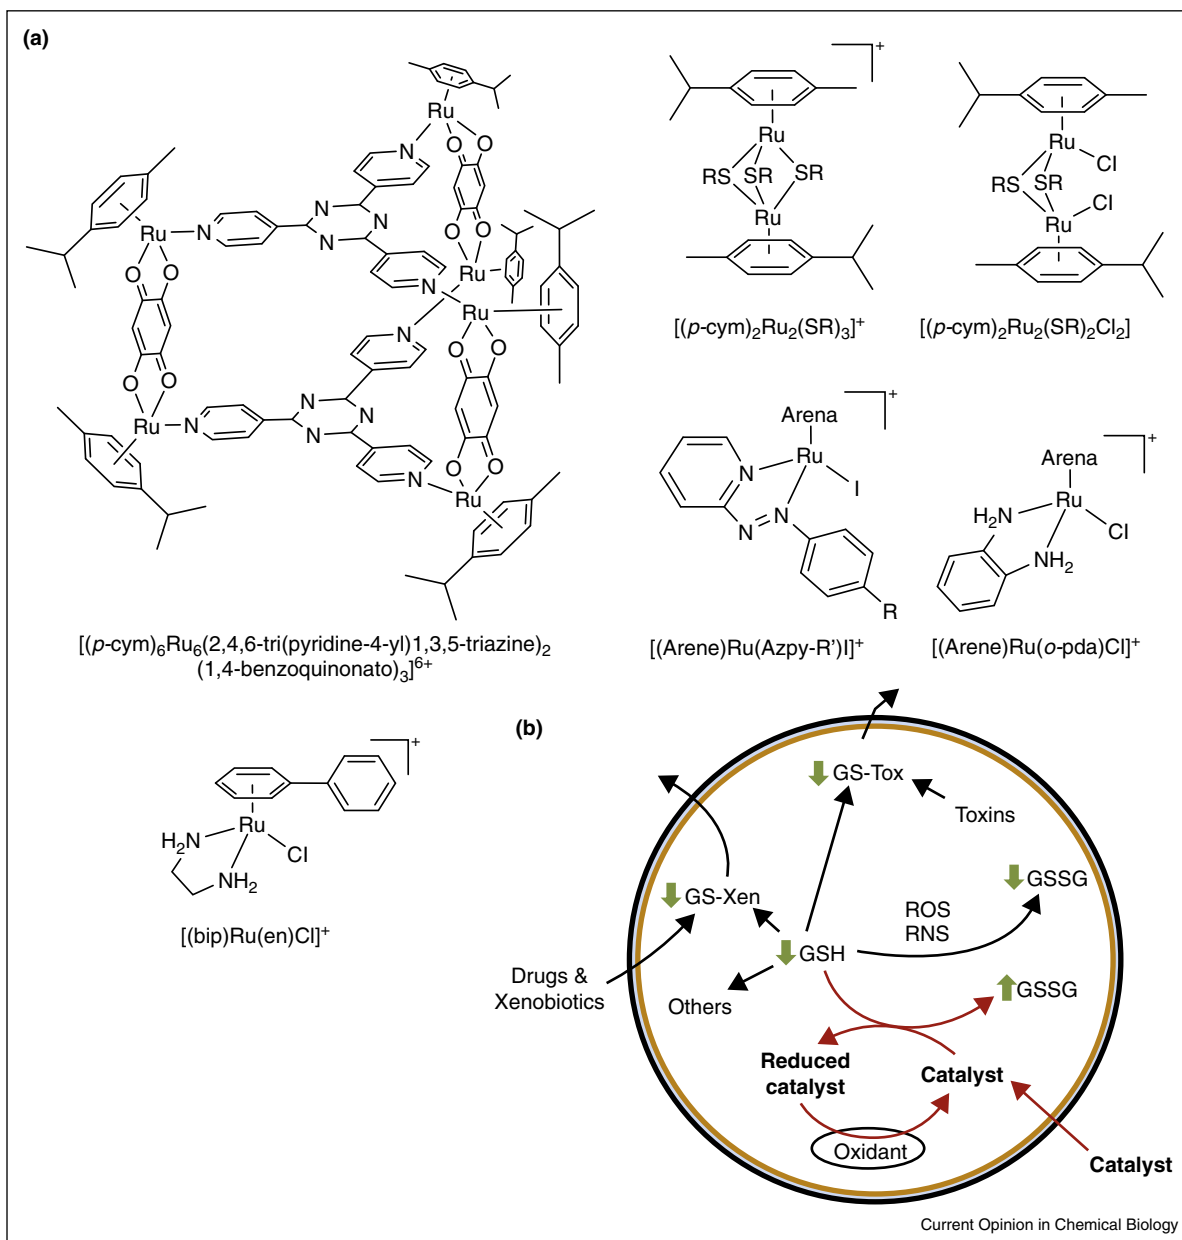 (a)
Ru
O
O
N
N
N
N
Ru
N
O
O
O
O
Ru
N
Ru
O
O
N
O
O
O
O
N
N
N
Ru
N
O
O
N
Ru
[(p-cym)₆Ru₆(2,4,6-tri(pyridine-4-yl)1,3,5-triazine)₂
(1,4-benzoquinonato)₃]⁶⁺
+
Ru
RS
SR
SR
Ru
[(p-cym)₂Ru₂(SR)₃]⁺
Ru
Cl
RS
SR
Cl
Ru
[(p-cym)₂Ru₂(SR)₂Cl₂]
+
Arena
N
Ru
I
N
N
R
[(Arene)Ru(Azpy-R’)I]⁺
+
Arena
Ru
H₂N
Cl
NH₂
[(Arene)Ru(o-pda)Cl]⁺
+
Ru
H₂N
Cl
NH₂
[(bip)Ru(en)Cl]⁺
(b)
GS-Tox
Toxins
GS-Xen
GSSG
ROS
RNS
GSH
Drugs &
Xenobiotics
Others
GSSG
Reduced
catalyst
Catalyst
Oxidant
Catalyst
Current Opinion in Chemical Biology